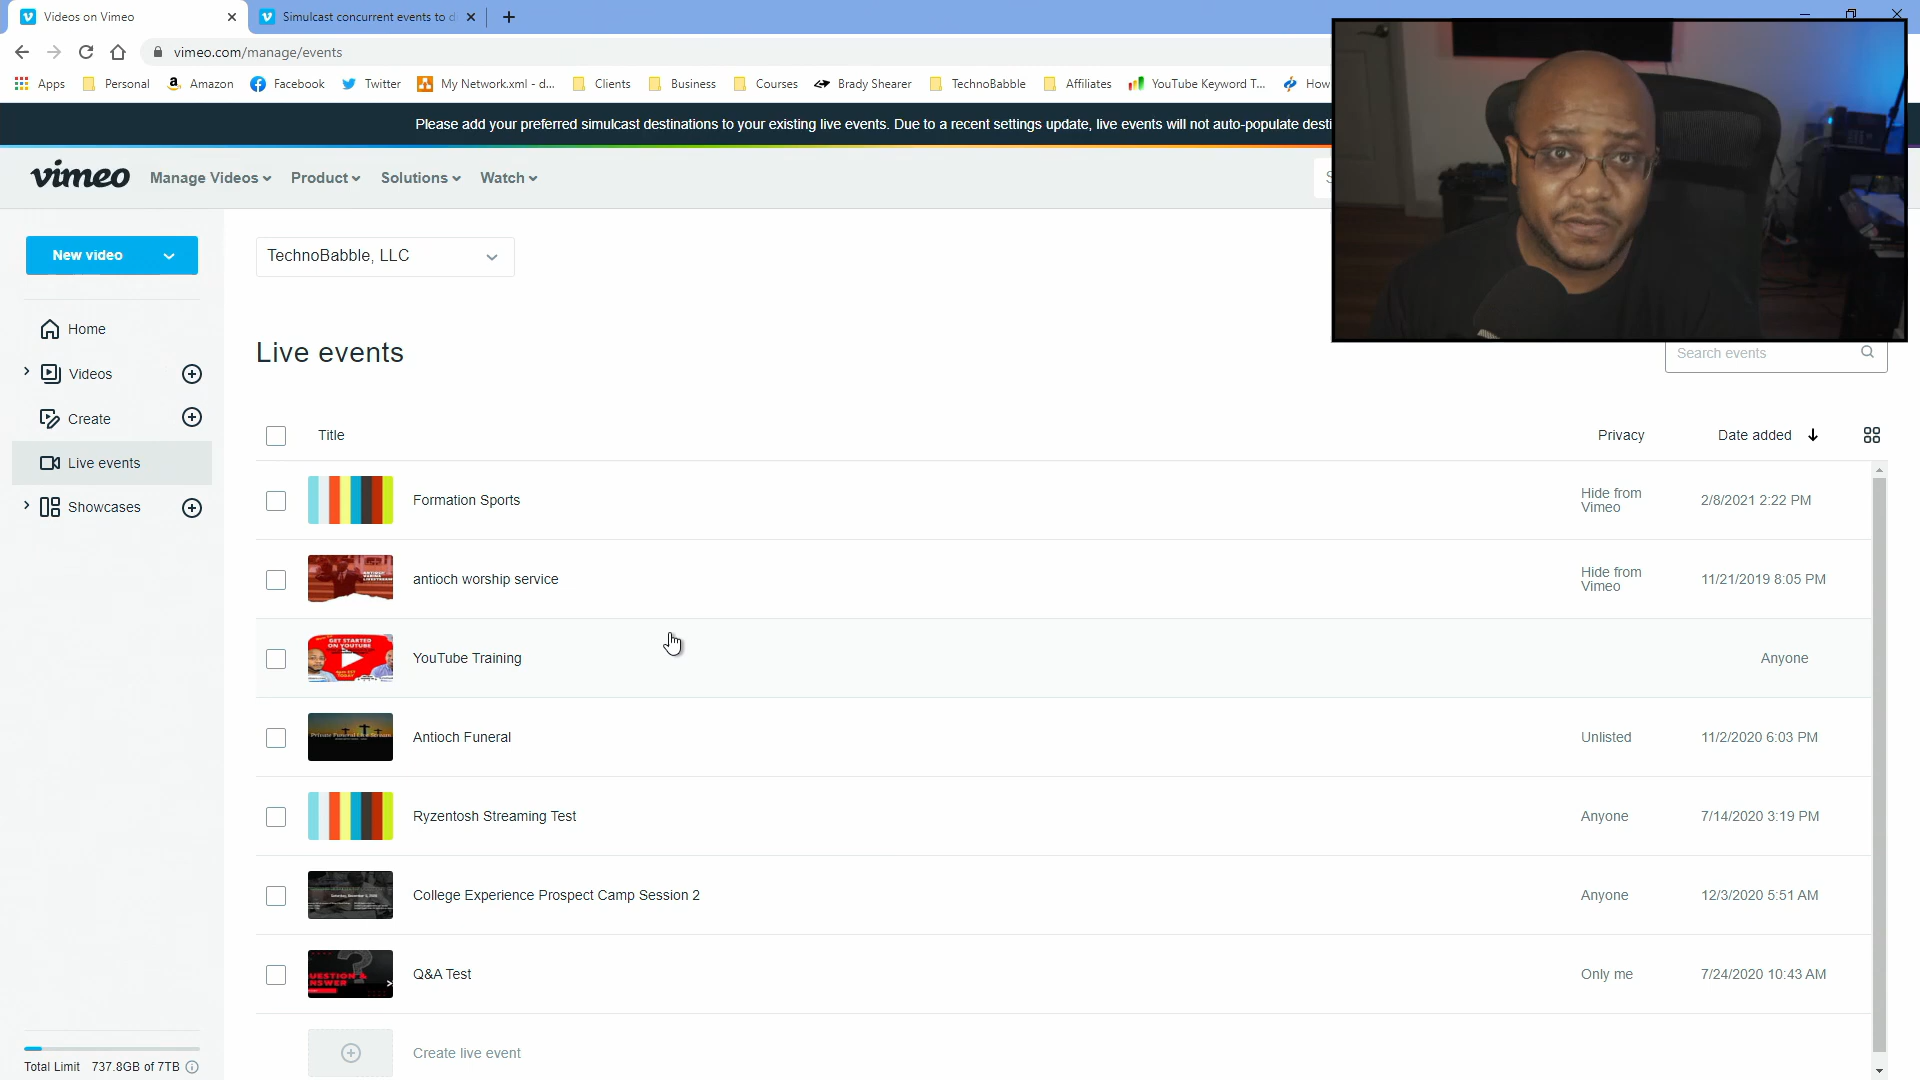 Videos on Vimeo
Simulcast concurrent events to d
vimeo.com/manage/events
Apps
Personal
Amazon
Facebook
Twitter
My Network.xml - d...
Clients
Business
Courses
Brady Shearer
TechnoBabble
Affiliates
YouTube Keyword T...
How
Please add your preferred simulcast destinations to your existing live events. Due to a recent settings update, live events will not auto-populate desti
vimeo
Manage Videos
Product
Solutions
Watch
S
New video
TechnoBabble, LLC
Home
Videos
Create
Live events
Showcases
Live events
Search events
Title
Privacy
Date added
Formation Sports
Hide from
Vimeo
2/8/2021 2:22 PM
antioch worship service
Hide from
Vimeo
11/21/2019 8:05 PM
GET STARTED
ON YOUTUBE
YouTube Training
Anyone
Private Funeral Live Stream
Antioch Funeral
Unlisted
11/2/2020 6:03 PM
Ryzentosh Streaming Test
Anyone
7/14/2020 3:19 PM
College Experience Prospect Camp Session 2
Anyone
12/3/2020 5:51 AM
Q&A Test
Only me
7/24/2020 10:43 AM
Create live event
Total Limit 737.8GB of 7TB